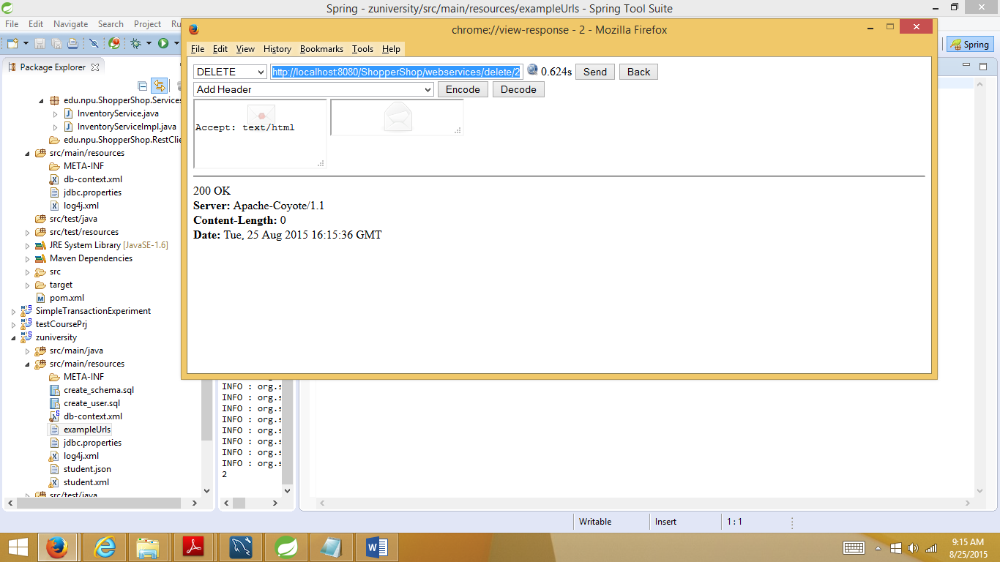 Spring - zuniversity/src/main/resources/exampleUrls - Spring Tool Suite
File Edit Navigate Search Project Ru
Spring
Package Explorer
edu.npu.ShopperShop.Services
InventoryService.java
InventoryServiceImpl.java
edu.npu.ShopperShop.RestClie
src/main/resources
META-INF
db-context.xml
jdbc.properties
log4j.xml
src/test/java
src/test/resources
JRE System Library [JavaSE-1.6]
Maven Dependencies
src
target
pom.xml
SimpleTransactionExperiment
testCoursePrj
zuniversity
src/main/java
src/main/resources
META-INF
create_schema.sql
create_user.sql
db-context.xml
exampleUrls
jdbc.properties
log4j.xml
student.json
student.xml
src/test/java
chrome://view-response - 2 - Mozilla Firefox
File Edit View History Bookmarks Tools Help
DELETE http://localhost:8080/ShopperShop/webservices/delete/2 0.624s Send Back
Add Header Encode Decode
Accept: text/html
200 OK
Server: Apache-Coyote/1.1
Content-Length: 0
Date: Tue, 25 Aug 2015 16:15:36 GMT
INFO : org.s
INFO : org.s
INFO : org.s
INFO : org.s
INFO : org.s
INFO : org.s
INFO : org.s
INFO : org.s
2
Writable Insert 1 : 1
9:15 AM
8/25/2015